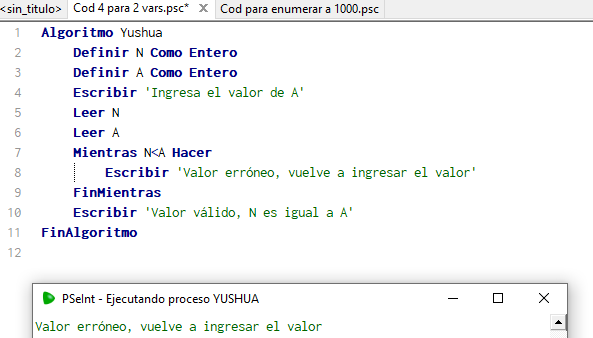 <sin_titulo> Cod 4 para 2 vars.psc* X Cod para enumerar a 1000.psc
1 Algoritmo Yushua
2 Definir N Como Entero
3 Definir A Como Entero
4 Escribir 'Ingresa el valor de A'
5 Leer N
6 Leer A
7 Mientras N<A Hacer
8 Escribir 'Valor erróneo, vuelve a ingresar el valor'
9 FinMientras
10 Escribir 'Valor válido, N es igual a A'
11 FinAlgoritmo
12
PSeInt - Ejecutando proceso YUSHUA
Valor erróneo, vuelve a ingresar el valor